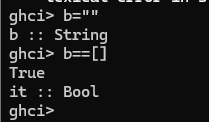 ghci> b=""
b :: String
ghci> b==[]
True
it :: Bool
ghci>